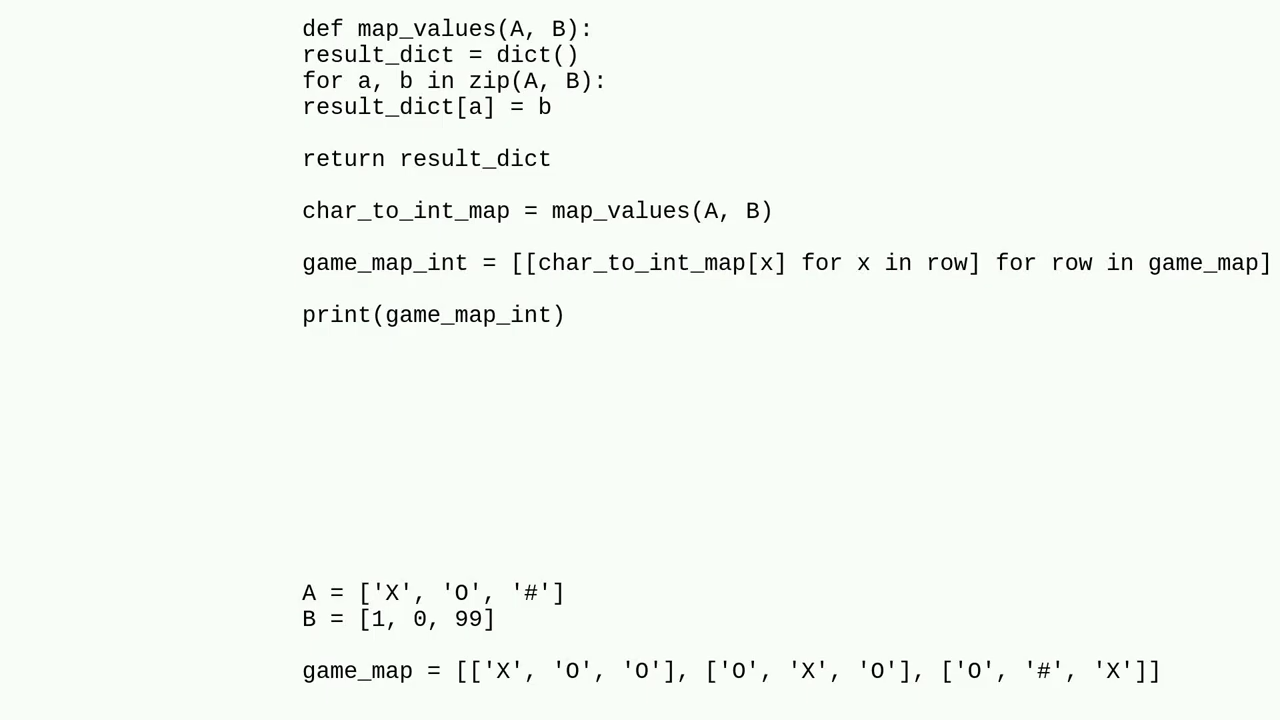 def map_values(A, B):
result_dict = dict()
for a, b in zip(A, B):
result_dict[a] = b
return result_dict
char_to_int_map = map_values(A, B)
game_map_int = [[char_to_int_map[x] for x in row] for row in game_map]
print(game_map_int)
A = ['X', 'O', '#']
B = [1, 0, 99]
game_map = [['X', 'O', 'O'], ['O', 'X', 'O'], ['O', '#', 'X']]